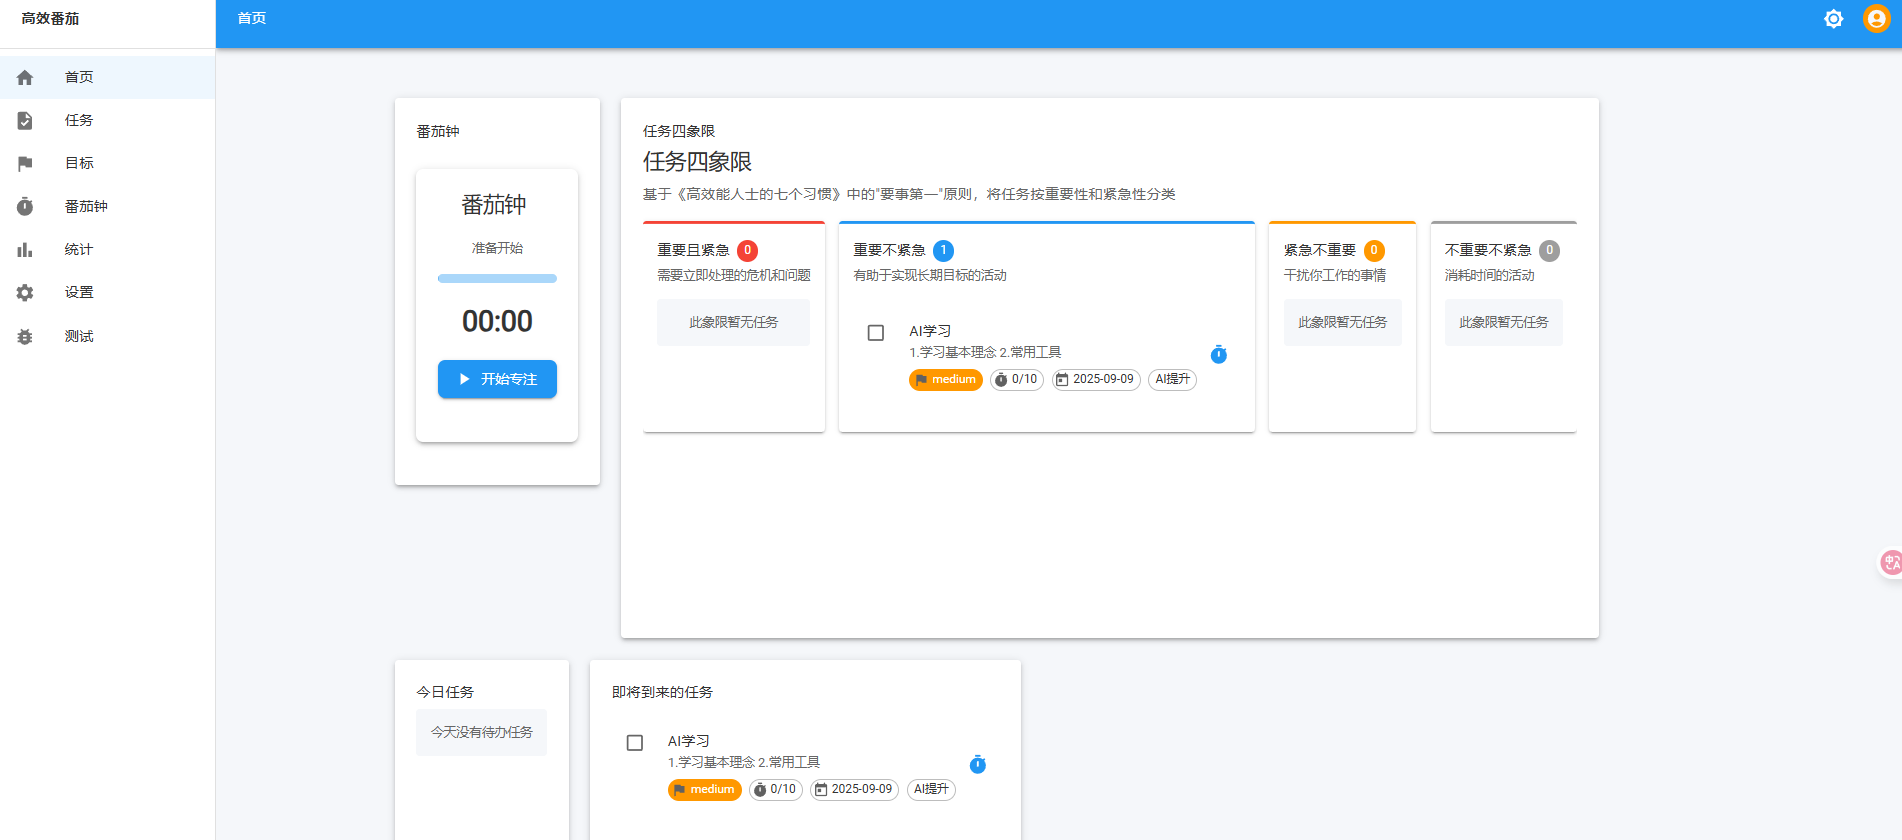 高效番茄
首页
首页
任务
目标
番茄钟
统计
设置
测试
番茄钟
番茄钟
准备开始
00:00
开始专注
任务四象限
任务四象限
基于《高效能人士的七个习惯》中的"要事第一"原则，将任务按重要性和紧急性分类
重要且紧急 0
需要立即处理的危机和问题
此象限暂无任务
重要不紧急 1
有助于实现长期目标的活动
AI学习
1.学习基本理念 2.常用工具
medium 0/10 2025-09-09 AI提升
紧急不重要 0
干扰你工作的事情
此象限暂无任务
不重要不紧急 0
消耗时间的活动
此象限暂无任务
今日任务
今天没有待办任务
即将到来的任务
AI学习
1.学习基本理念 2.常用工具
medium 0/10 2025-09-09 AI提升